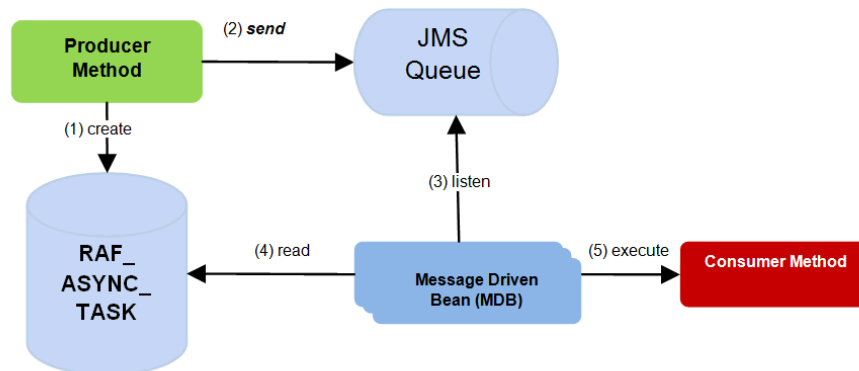 (2) send
Producer
Method
JMS
Queue
(1) create
(3) listen
RAF_
ASYNC_
TASK
(4) read
Message Driven
Bean (MDB)
(5) execute
Consumer Method